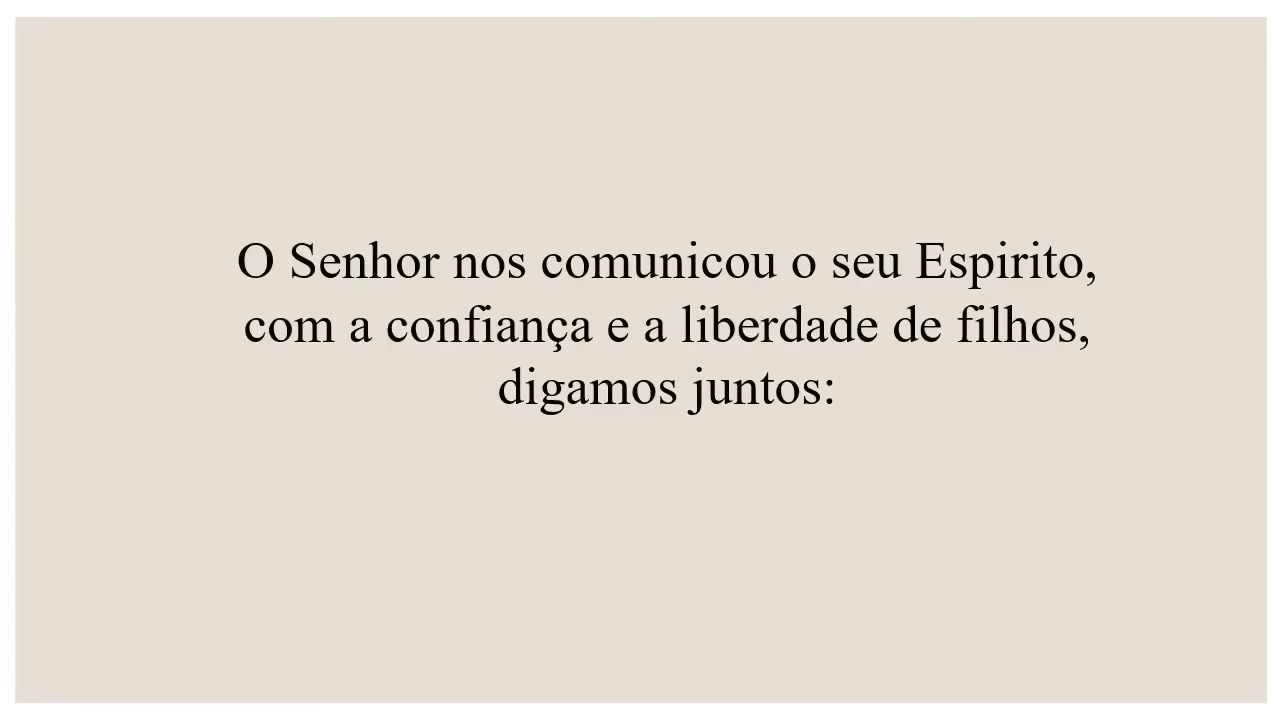 O Senhor nos comunicou o seu Espirito,
com a confiança e a liberdade de filhos,
digamos juntos: